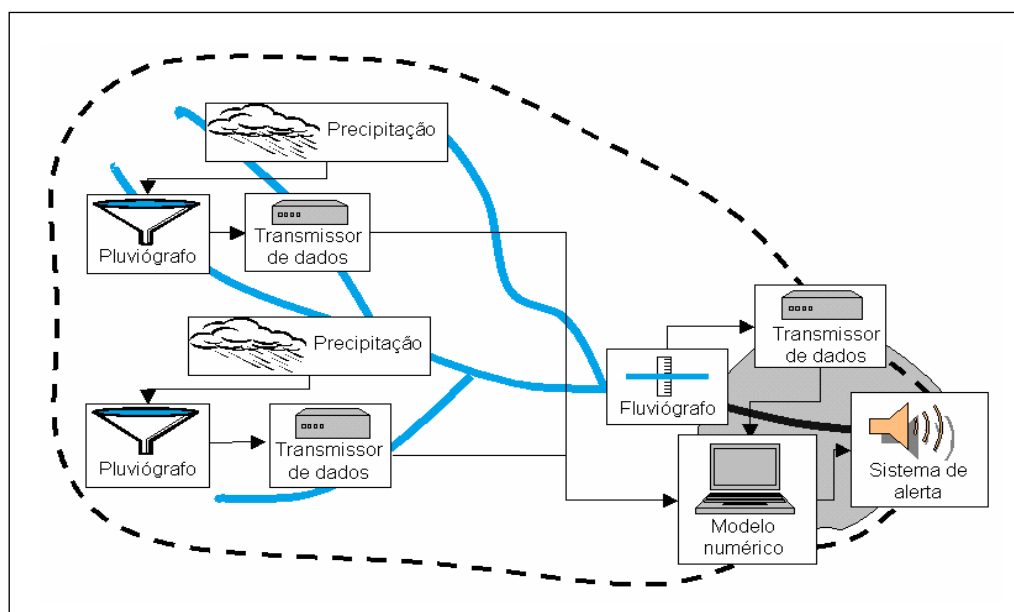 Precipitação
Pluviógrafo
Transmissor
de dados
Precipitação
Pluviógrafo
Transmissor
de dados
Transmissor
de dados
Fluviógrafo
Modelo
numérico
Sistema de
alerta